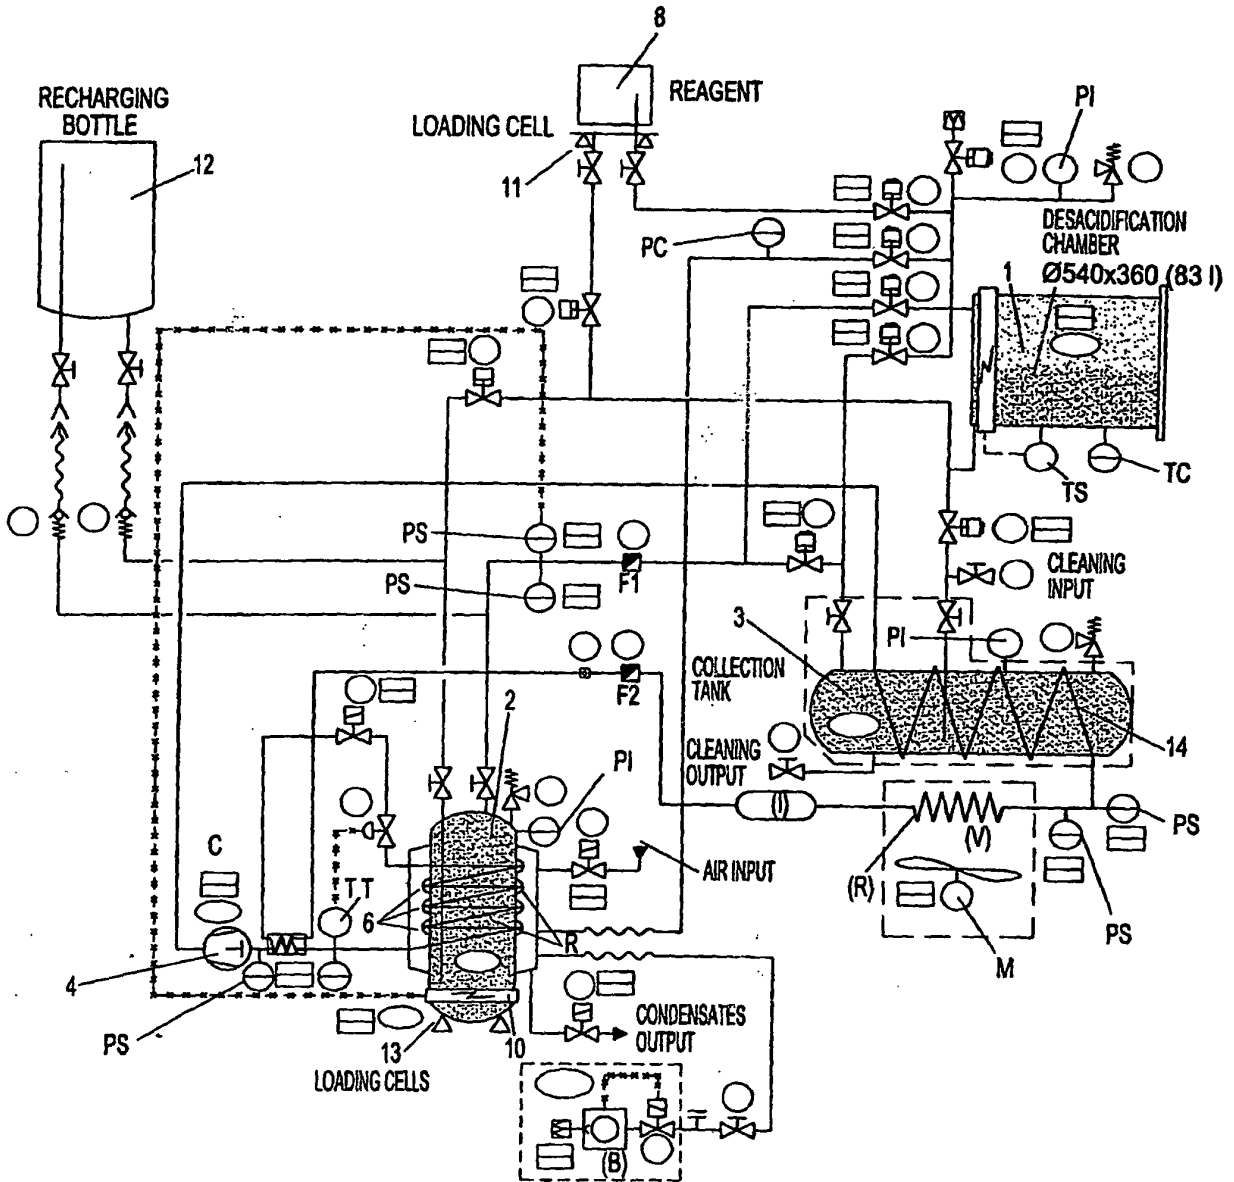 8
RECHARGING
BOTTLE
REAGENT
PI
LOADING CELL
12
11
DESACIDIFICATION
CHAMBER
PC
1
Ø540x360 (83 l)
TS
TC
PS
F1
CLEANING
INPUT
PS
3
PI
COLLECTION
TANK
F2
2
14
CLEANING
OUTPUT
PI
(I)
PS
(V)
C
AIR INPUT
(R)
TT
6
R
PS
M
4
CONDENSATES
OUTPUT
PS
13
10
LOADING CELLS
(B)